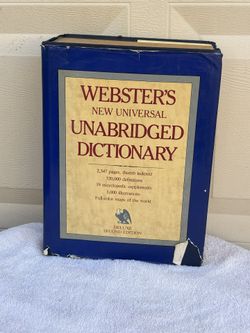 WEBSTER'S
NEW UNIVERSAL
UNABRIDGED
DICTIONARY
2,347 pages, thumb indexed
320,000 definitions
19 encyclopedic supplements
3,000 illustrations
Full-color maps of the world
DELUXE
SECOND EDITION